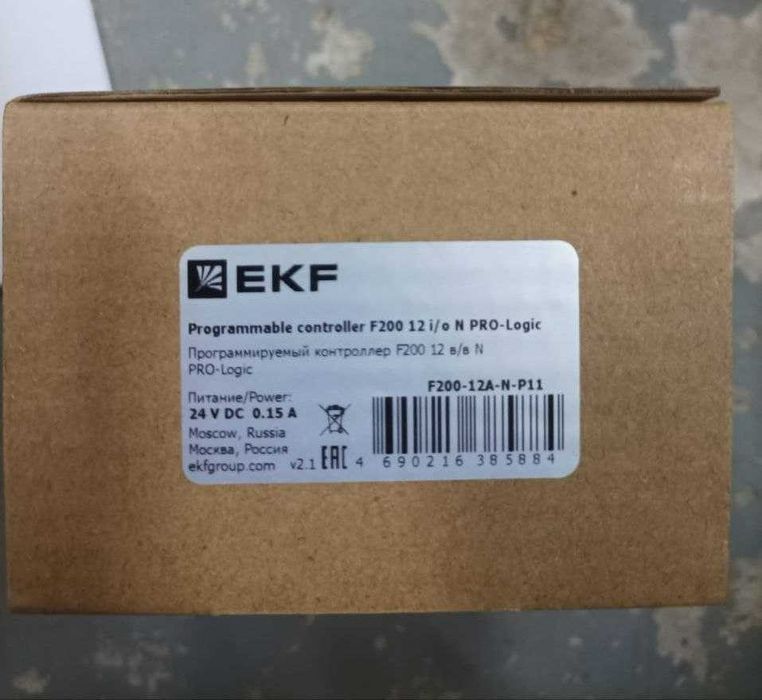 EKF
Programmable controller F200 12 i/o N PRO-Logic
Программируемый контроллер F200 12 в/в N
PRO-Logic
F200-12A-N-P11
Питание/Power:
24 V DC 0.15 A
Moscow, Russia
Москва, Россия
ekfgroup.com v2.1 EAC 4 690216 385884